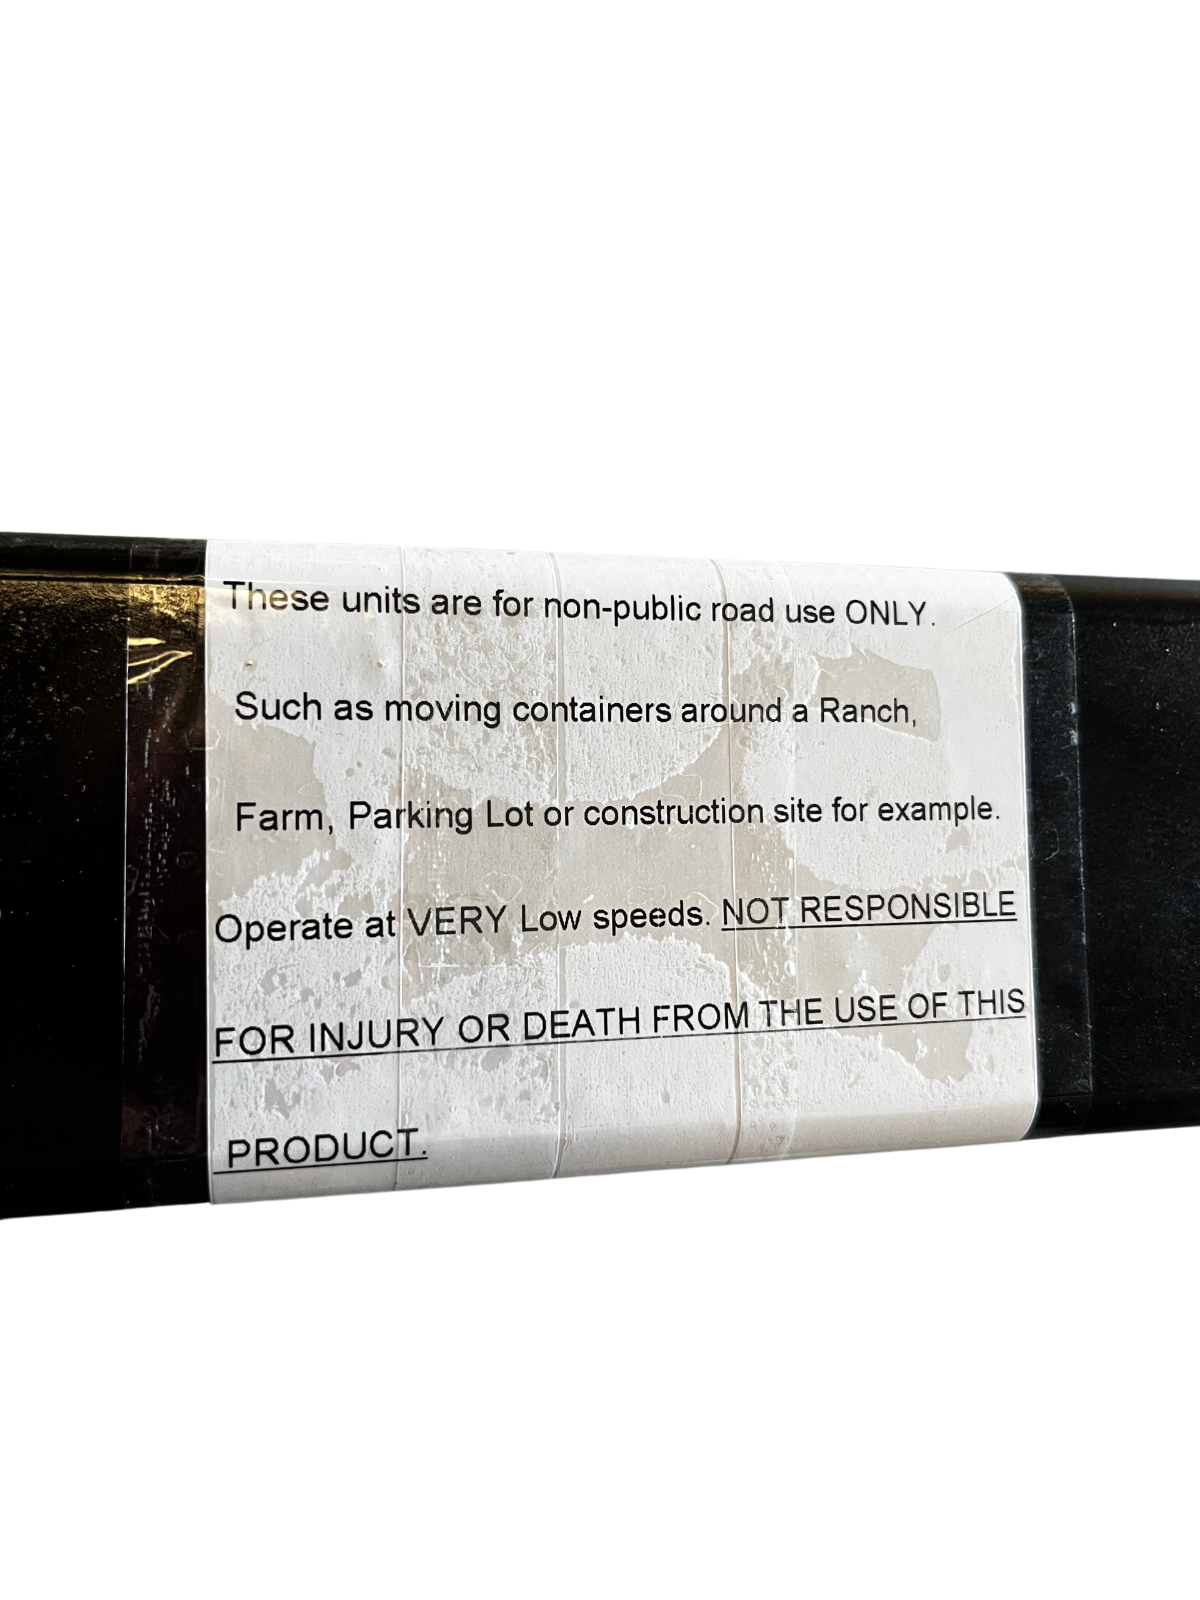 These units are for non-public road use ONLY.
Such as moving containers around a Ranch,
Farm, Parking Lot or construction site for example.
Operate at VERY Low speeds. NOT RESPONSIBLE
FOR INJURY OR DEATH FROM THE USE OF THIS
PRODUCT.